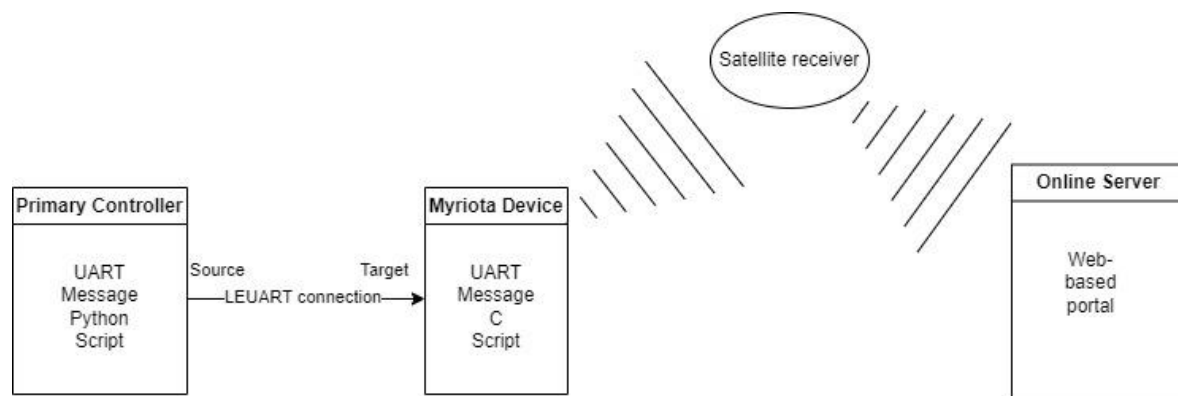 Satellite receiver
Primary Controller
UART
Message
Python
Script
Source
Target
LEUART connection
Myriota Device
UART
Message
C
Script
Online Server
Web-
based
portal